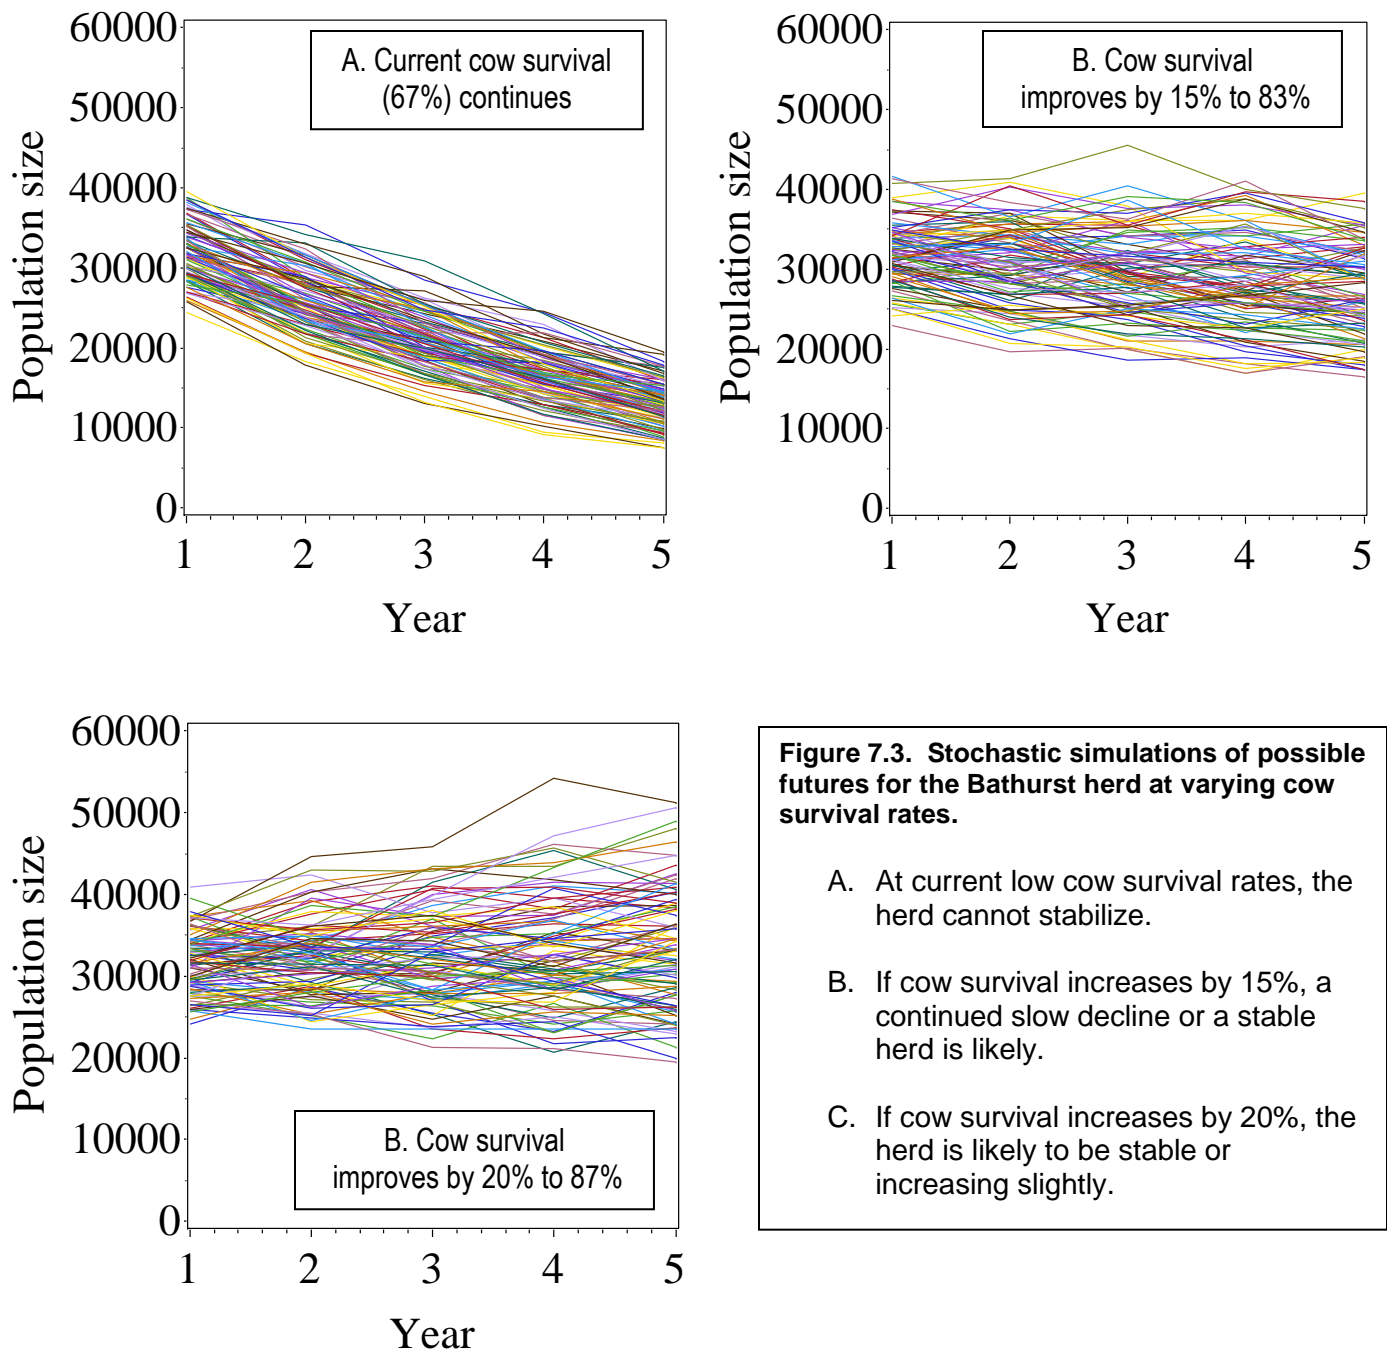 60000
50000
40000
30000
20000
10000
0
Population size
A. Current cow survival
(67%) continues
1 2 3 4 5
Year
60000
50000
40000
30000
20000
10000
0
Population size
B. Cow survival
improves by 15% to 83%
1 2 3 4 5
Year
60000
50000
40000
30000
20000
10000
0
Population size
B. Cow survival
improves by 20% to 87%
1 2 3 4 5
Year
Figure 7.3. Stochastic simulations of possible
futures for the Bathurst herd at varying cow
survival rates.
A. At current low cow survival rates, the
herd cannot stabilize.
B. If cow survival increases by 15%, a
continued slow decline or a stable
herd is likely.
C. If cow survival increases by 20%, the
herd is likely to be stable or
increasing slightly.